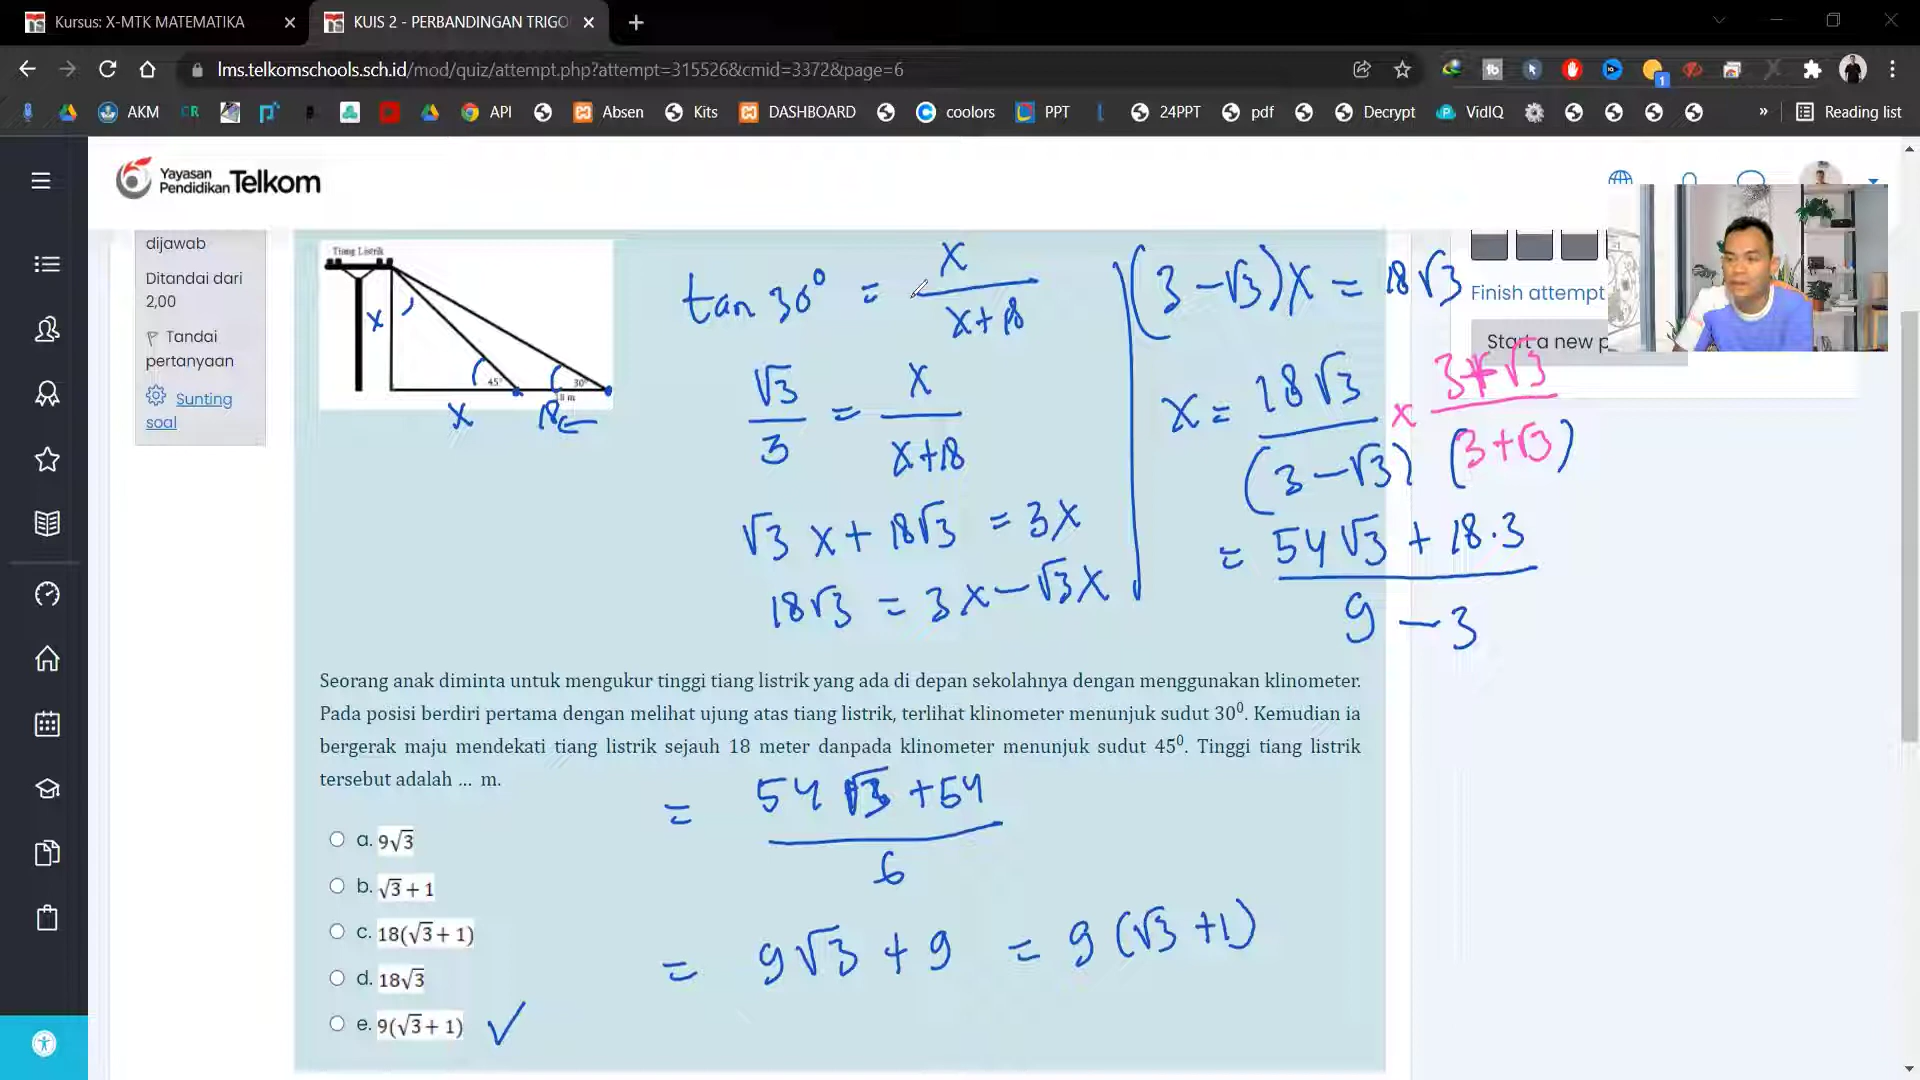 Kursus: X-MTK MATEMATIKA
KUIS 2 - PERBANDINGAN TRIGO
lms.telkomschools.sch.id/mod/quiz/attempt.php?attempt=315526&cmid=3372&page=6
AKM
API
Absen
Kits
DASHBOARD
coolors
PPT
24PPT
pdf
Decrypt
VidIQ
»
Reading list
Yayasan
Pendidikan Telkom
dijawab
Ditandai dari
2,00
Tandai
pertanyaan
Sunting
soal
Tiang Listrik
x
45°
30°
8 m
x
18
tan 30° = x / (x+18)
√3 / 3 = x / (x+18)
√3 x + 18√3 = 3x
18√3 = 3x − √3x
(3 − √3)x = 18√3
x = 18√3 / (3 − √3) × 3+√3 / (3+√3)
= 54√3 + 18·3 / 9 − 3
Finish attempt
Start a new p
Seorang anak diminta untuk mengukur tinggi tiang listrik yang ada di depan sekolahnya dengan menggunakan klinometer.
Pada posisi berdiri pertama dengan melihat ujung atas tiang listrik, terlihat klinometer menunjuk sudut 30⁰. Kemudian ia
bergerak maju mendekati tiang listrik sejauh 18 meter danpada klinometer menunjuk sudut 45⁰. Tinggi tiang listrik
tersebut adalah ... m.
= 54√3 + 54 / 6
= 9√3 + 9 = 9(√3 + 1)
a. 9√3
b. √3 + 1
c. 18(√3 + 1)
d. 18√3
e. 9(√3 + 1)